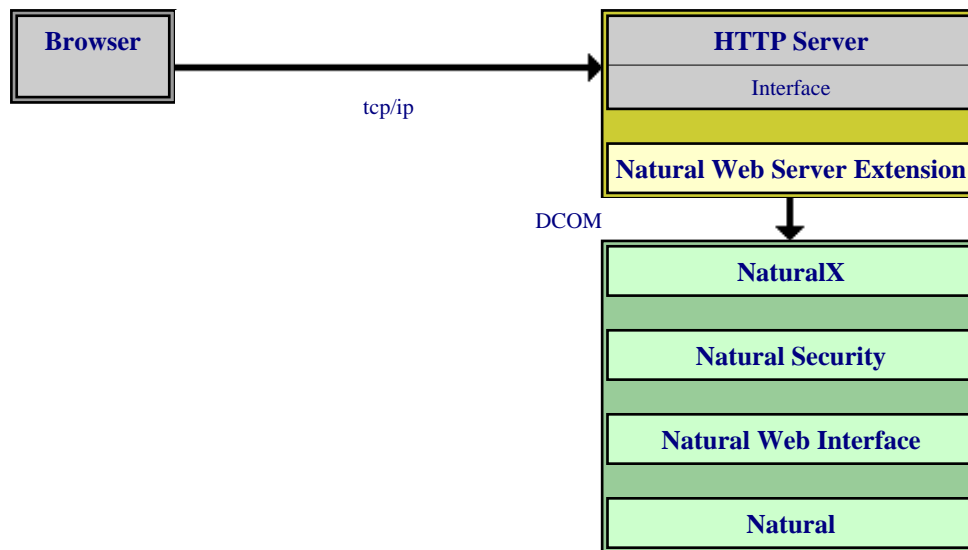 Browser
HTTP Server
Interface
tcp/ip
Natural Web Server Extension
DCOM
NaturalX
Natural Security
Natural Web Interface
Natural